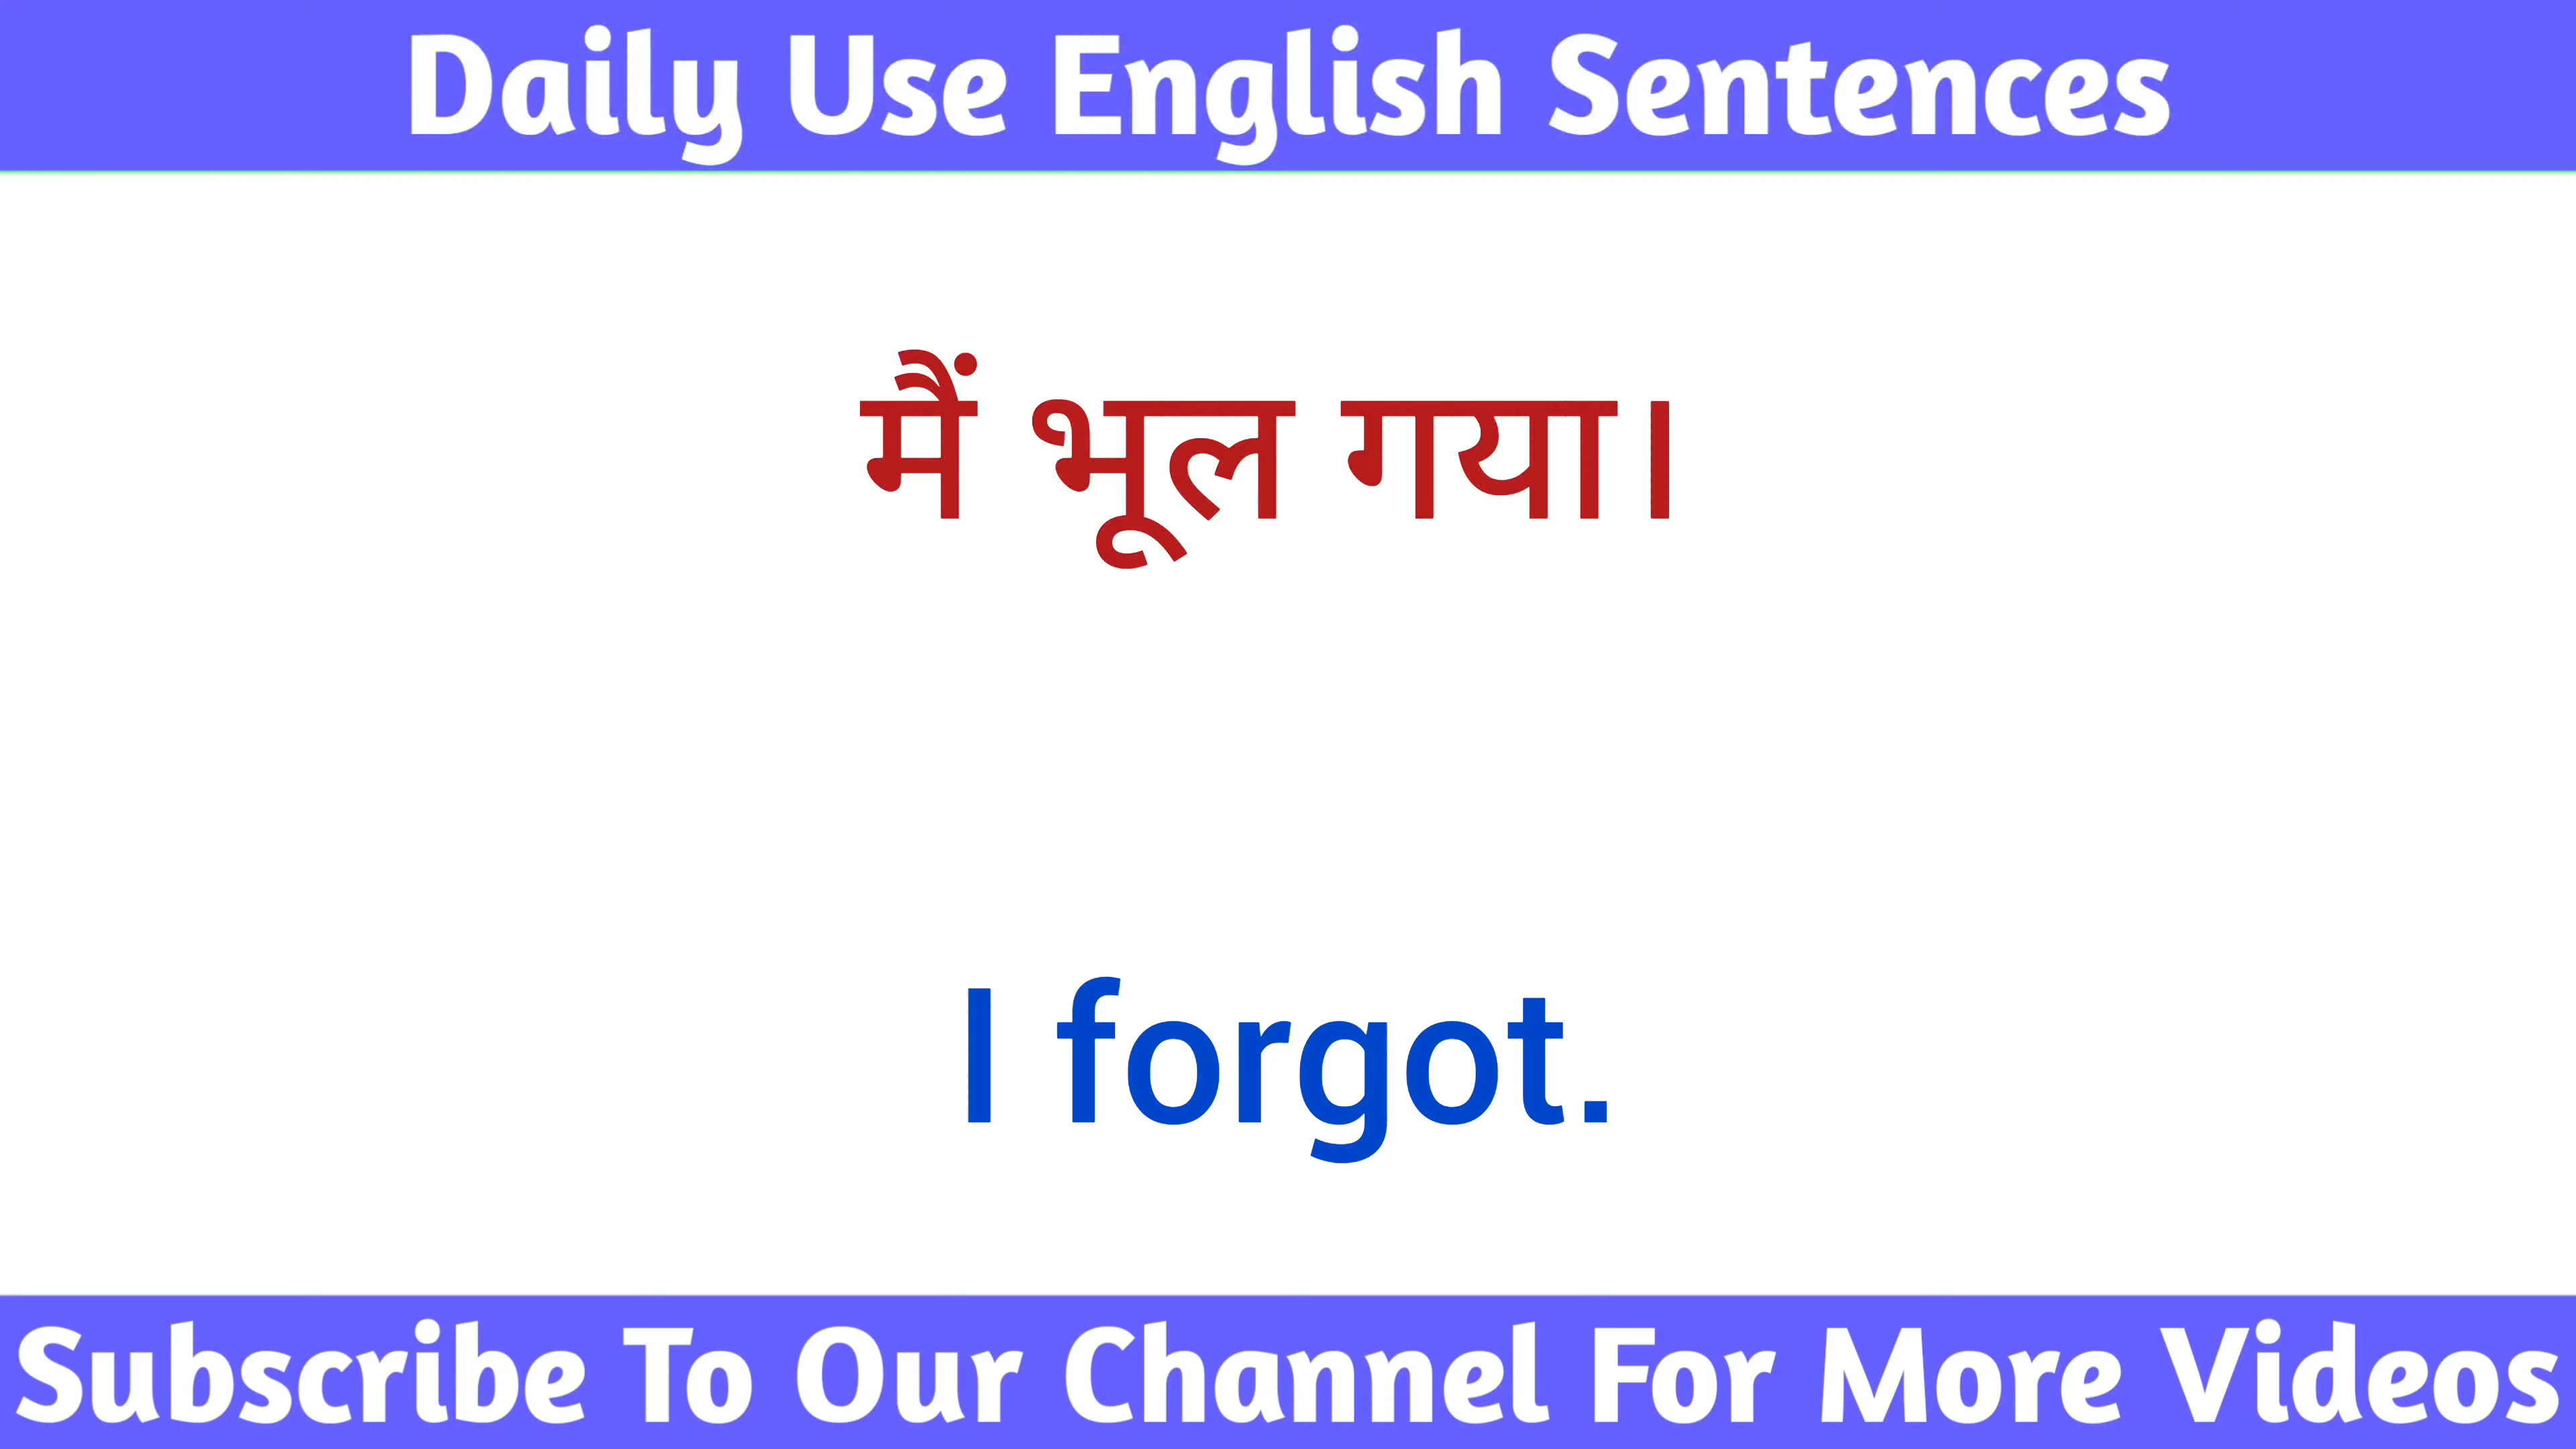 Daily Use English Sentences
मैं भूल गया।
I forgot.
Subscribe To Our Channel For More Videos